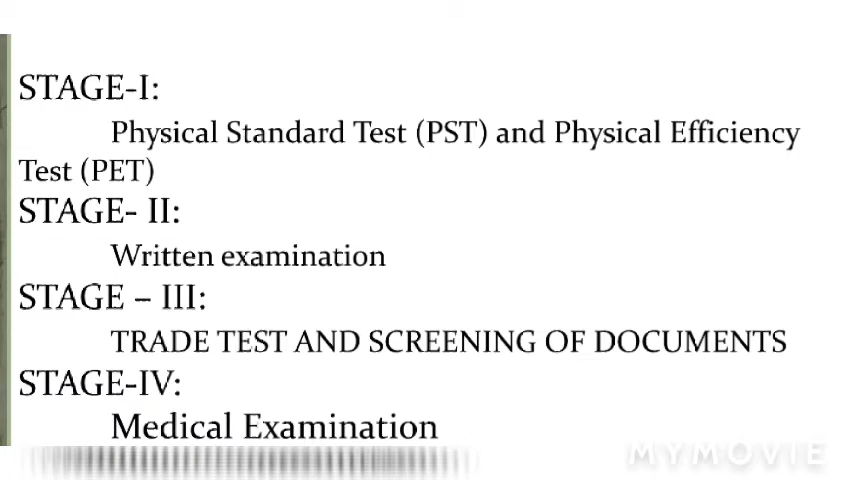 STAGE-I:
Physical Standard Test (PST) and Physical Efficiency
Test (PET)
STAGE- II:
Written examination
STAGE – III:
TRADE TEST AND SCREENING OF DOCUMENTS
STAGE-IV:
Medical Examination
MYMOVIE